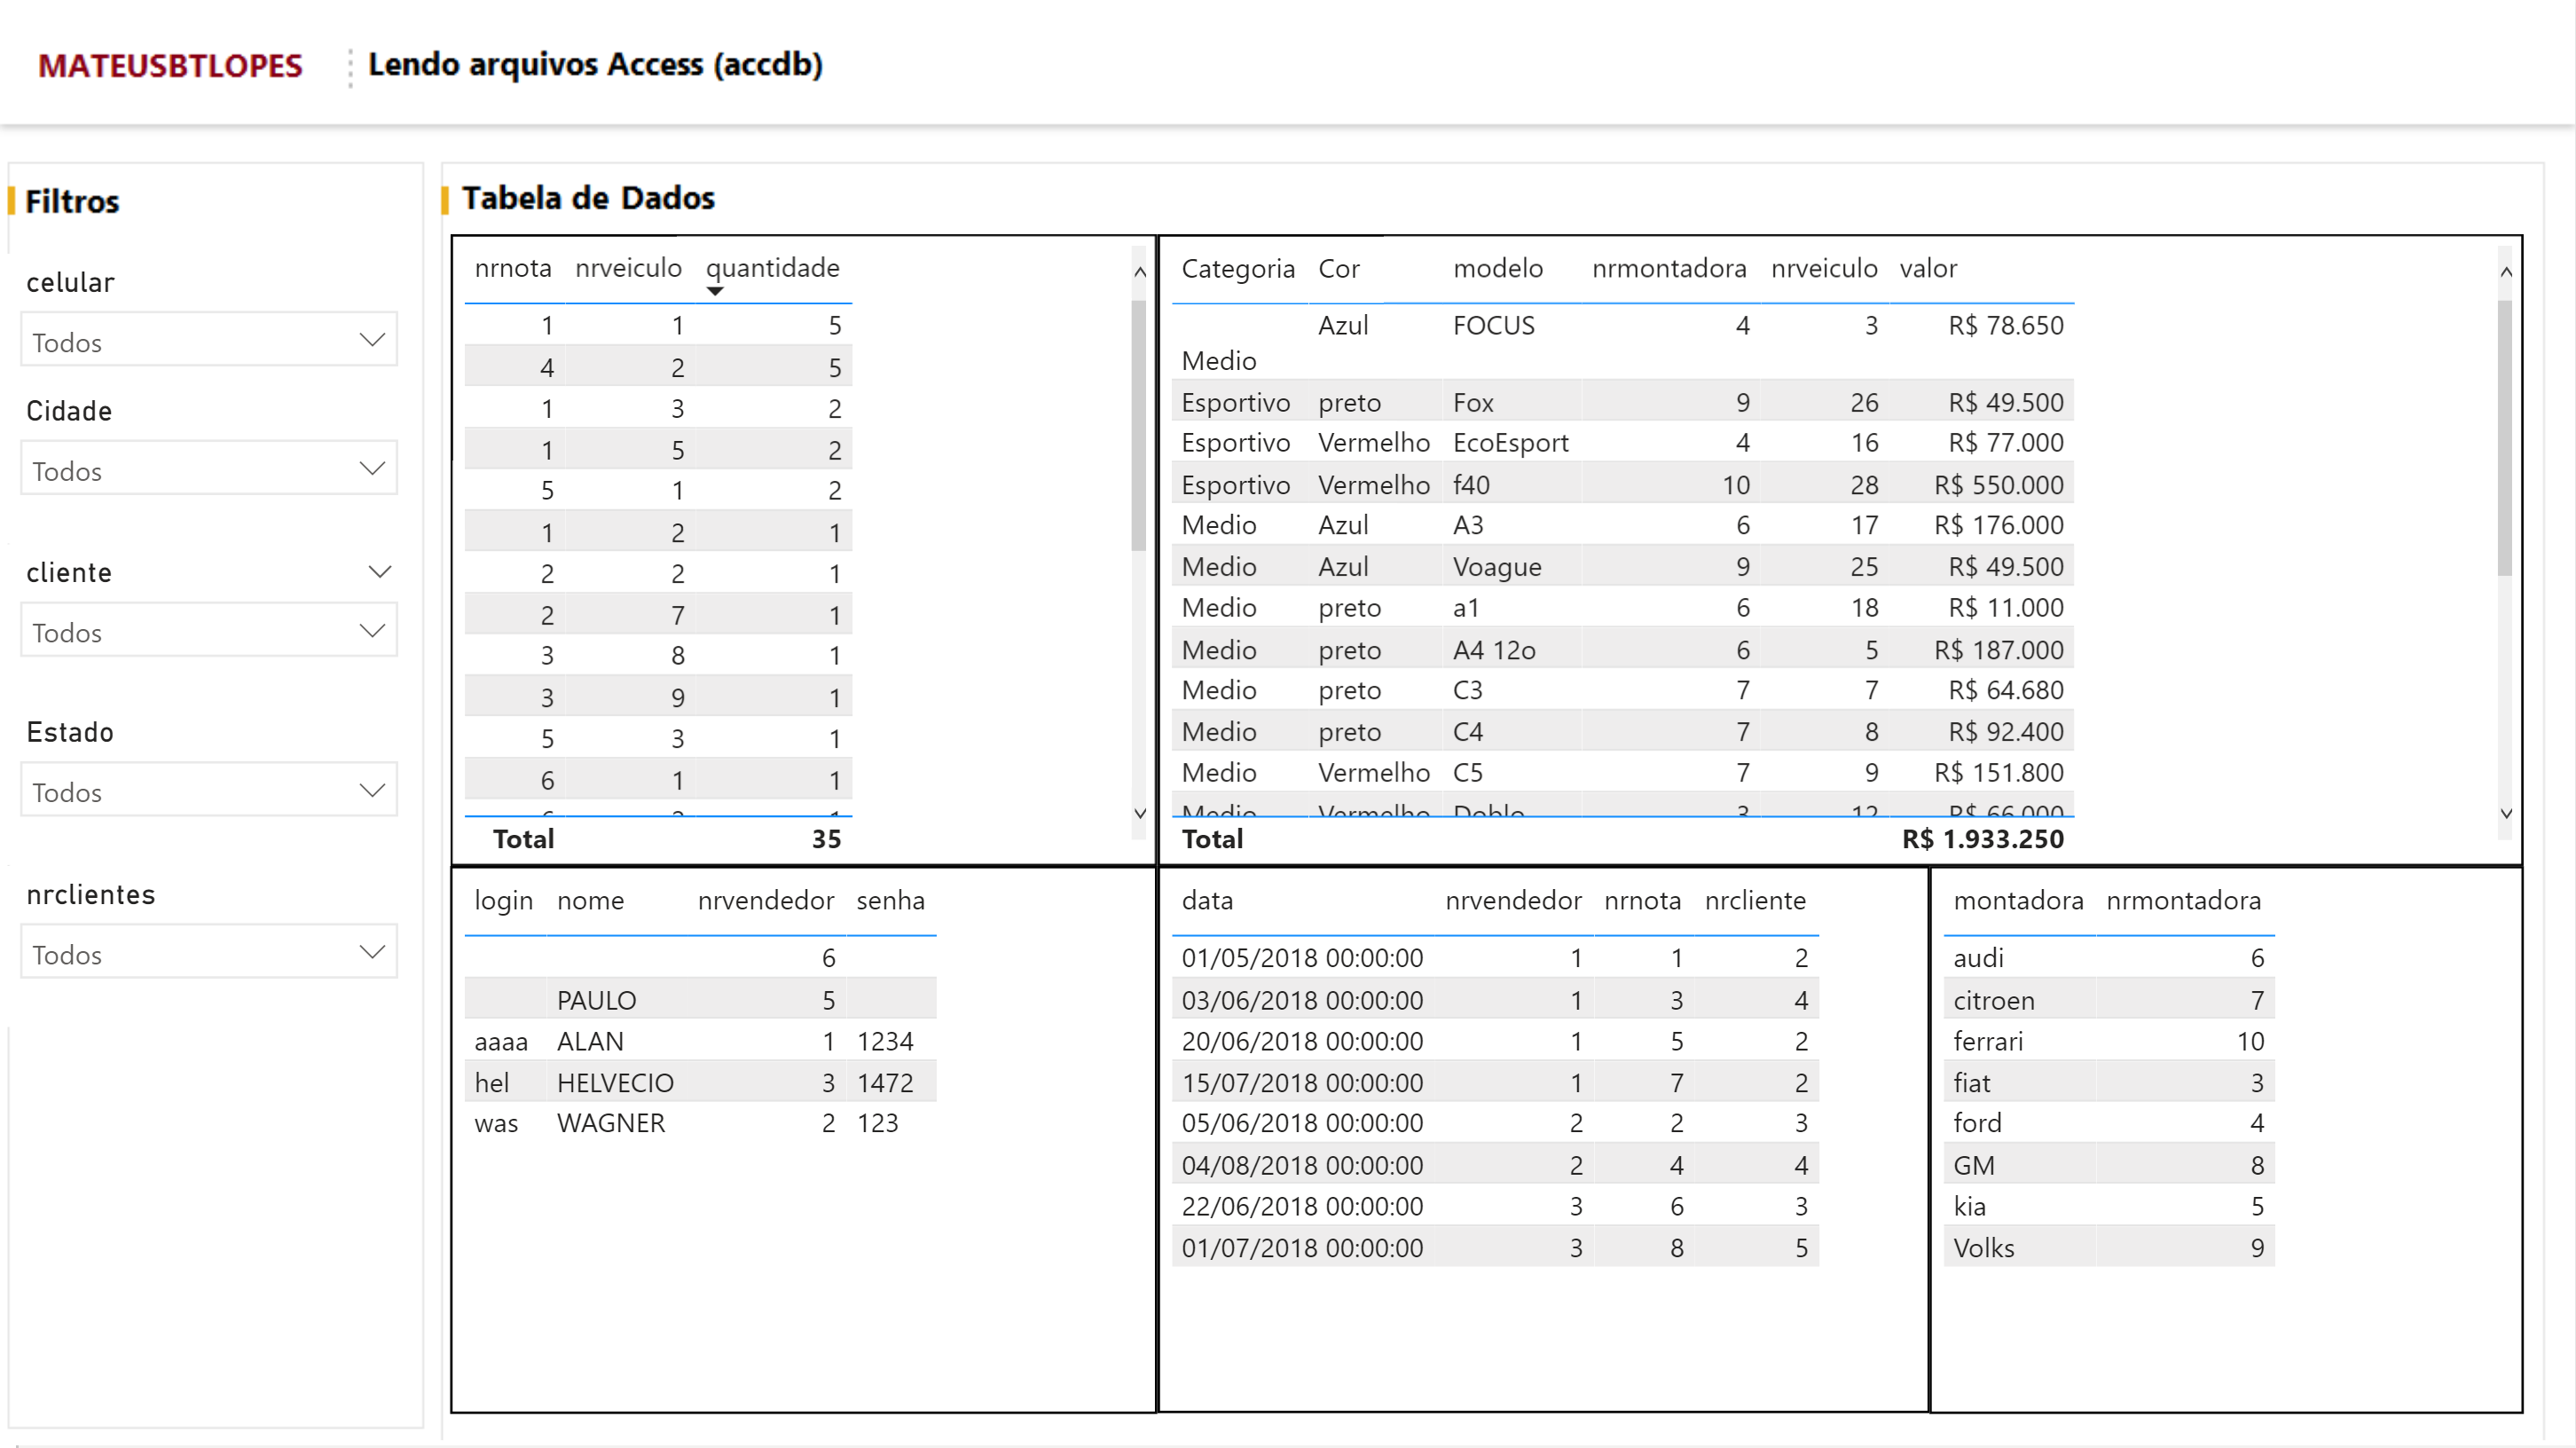 MATEUSBTLOPES
Lendo arquivos Access (accdb)
Filtros
celular
Todos
Cidade
Todos
cliente
Todos
Estado
Todos
nrclientes
Todos
Tabela de Dados
nrnota nrveiculo quantidade
1 1 5
4 2 5
1 3 2
1 5 2
5 1 2
1 2 1
2 2 1
2 7 1
3 8 1
3 9 1
5 3 1
6 1 1
Total 35
Categoria Cor modelo nrmontadora nrveiculo valor
Azul FOCUS 4 3 R$ 78.650
Medio
Esportivo preto Fox 9 26 R$ 49.500
Esportivo Vermelho EcoEsport 4 16 R$ 77.000
Esportivo Vermelho f40 10 28 R$ 550.000
Medio Azul A3 6 17 R$ 176.000
Medio Azul Voague 9 25 R$ 49.500
Medio preto a1 6 18 R$ 11.000
Medio preto A4 12o 6 5 R$ 187.000
Medio preto C3 7 7 R$ 64.680
Medio preto C4 7 8 R$ 92.400
Medio Vermelho C5 7 9 R$ 151.800
Medio Vermelho Doblo 3 12 R$ 66.000
Total R$ 1.933.250
login nome nrvendedor senha
6
PAULO 5
aaaa ALAN 1 1234
hel HELVECIO 3 1472
was WAGNER 2 123
data nrvendedor nrnota nrcliente
01/05/2018 00:00:00 1 1 2
03/06/2018 00:00:00 1 3 4
20/06/2018 00:00:00 1 5 2
15/07/2018 00:00:00 1 7 2
05/06/2018 00:00:00 2 2 3
04/08/2018 00:00:00 2 4 4
22/06/2018 00:00:00 3 6 3
01/07/2018 00:00:00 3 8 5
montadora nrmontadora
audi 6
citroen 7
ferrari 10
fiat 3
ford 4
GM 8
kia 5
Volks 9